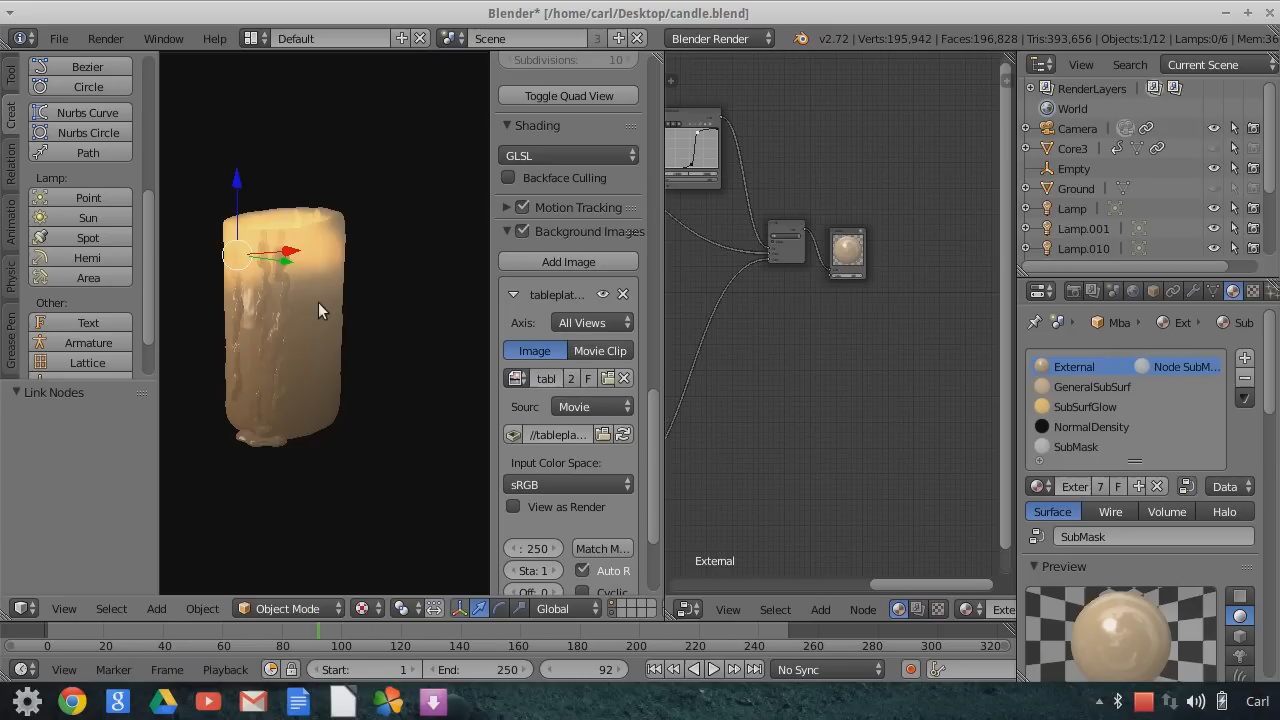 Blender* [/home/carl/Desktop/candle.blend]
File Render Window Help Default Scene 3 Blender Render v2.72 | Verts:195,942 | Faces:196,828 | Tris:393,656 | Objects:1/12 | Lamps:0/6 | Mem:36
Tool
Creat
Relation
Animatio
Physic
Grease Pen
Bezier
Circle
Nurbs Curve
Nurbs Circle
Path
Lamp:
Point
Sun
Spot
Hemi
Area
Other:
Text
Armature
Lattice
Link Nodes
Subdivisions: 10
Toggle Quad View
Shading
GLSL
Backface Culling
Motion Tracking
Background Images
Add Image
tableplat...
Axis: All Views
Image Movie Clip
tabl 2 F
Sourc Movie
//tablepla...
Input Color Space:
sRGB
View as Render
: 250 Match M...
Sta: 1 Auto R
Off: 0 Cyclic
External
View Search Current Scene
RenderLayers
World
Camera
Core3
Empty
Ground
Lamp
Lamp.001
Lamp.010
Mba Ext Sub
External Node SubM...
GeneralSubSurf
SubSurfGlow
NormalDensity
SubMask
Exter 7 F Data
Surface Wire Volume Halo
SubMask
Preview
View Select Add Object Object Mode Global
View Select Add Node Exte
0 20 40 60 80 100 120 140 160 180 200 220 240 260 280 300 320
View Marker Frame Playback Start: 1 End: 250 92 No Sync
Carl